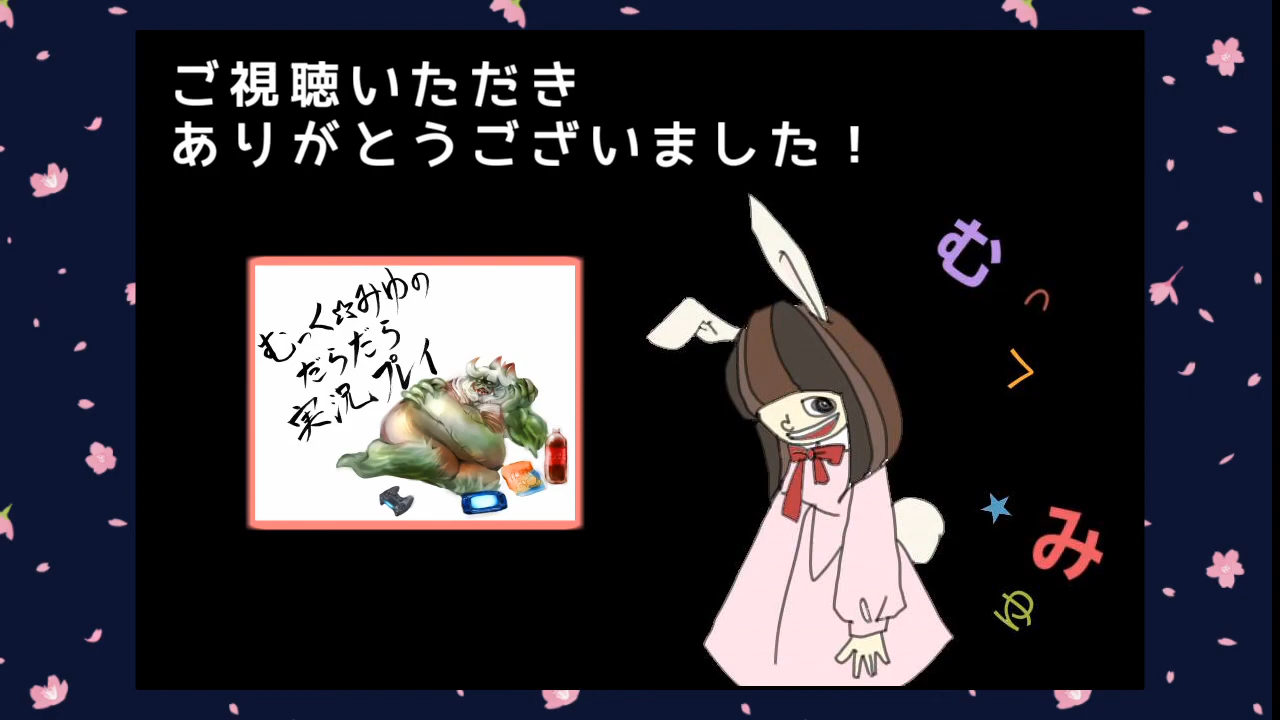 ご視聴いただき
ありがとうございました！
むっく☆みゆの
だらだら
実況プレイ
むっく★みゆ